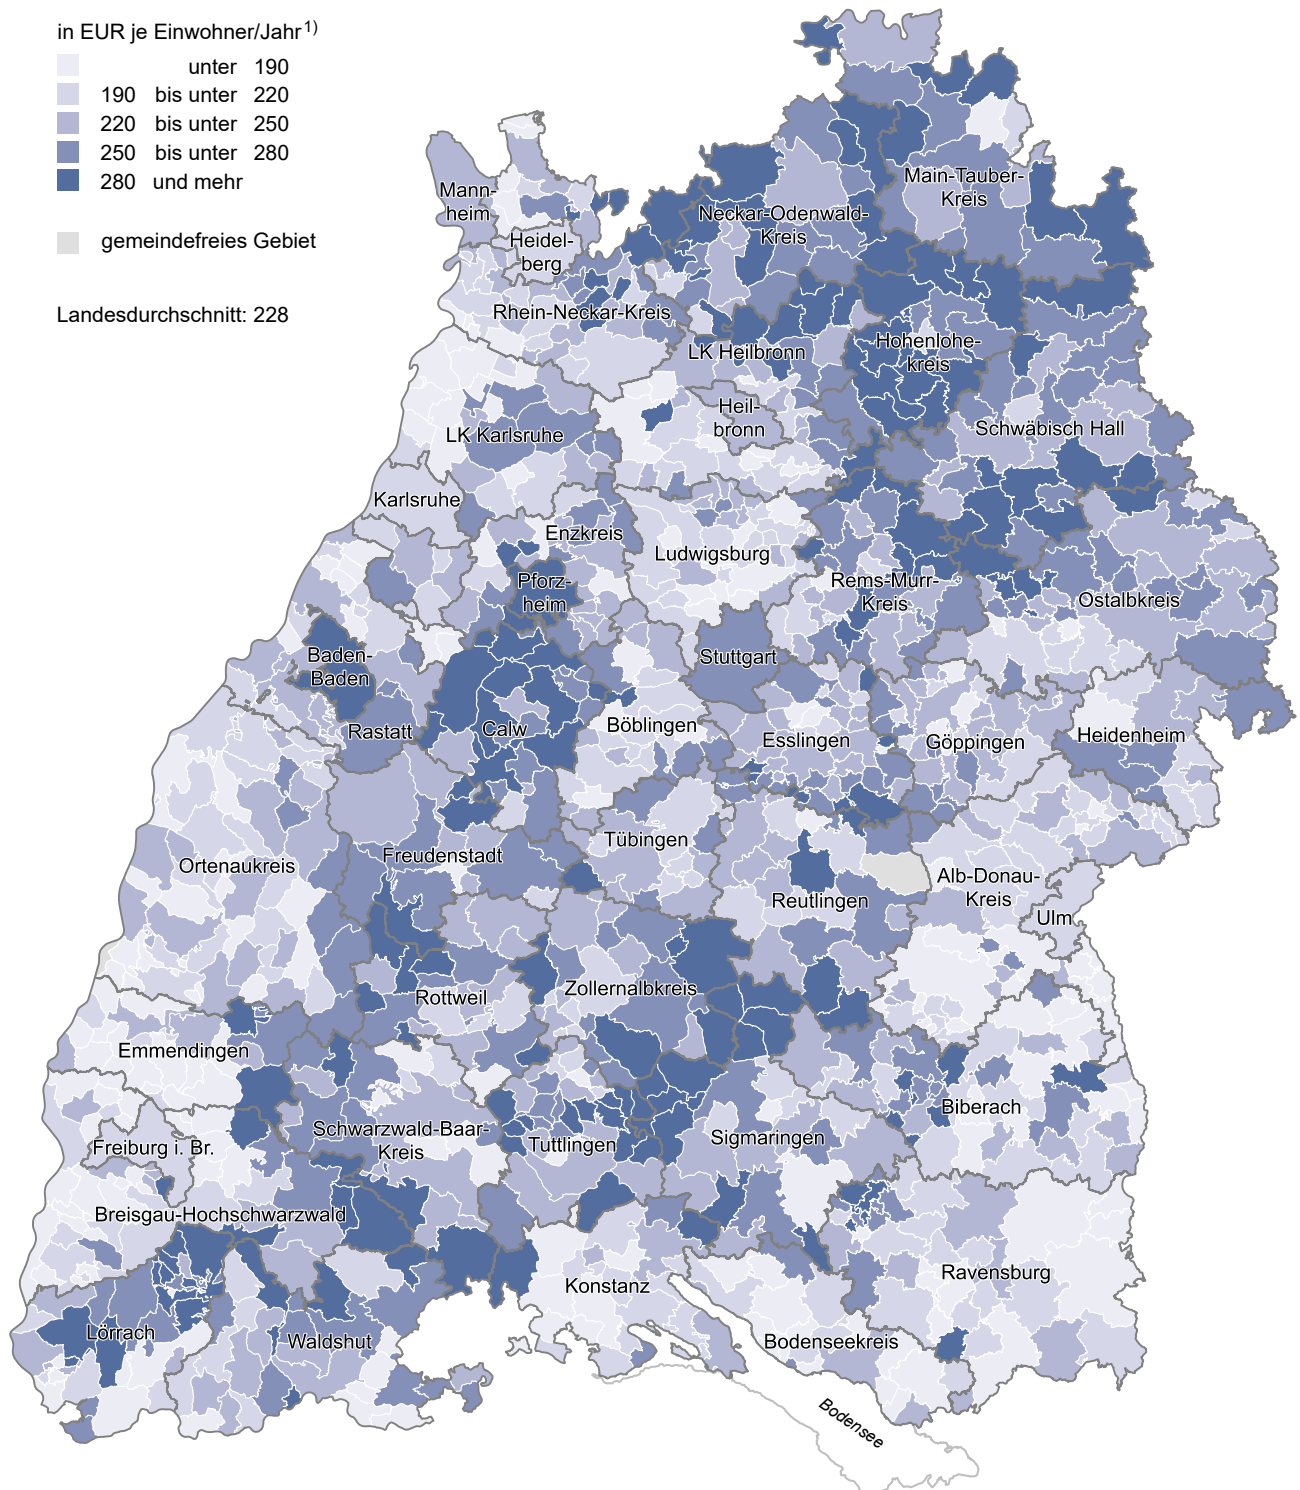 in EUR je Einwohner/Jahr 1)
unter 190
190 bis unter 220
220 bis unter 250
250 bis unter 280
280 und mehr
gemeindefreies Gebiet
Landesdurchschnitt: 228
Mann-
heim
Heidel-
berg
Main-Tauber-
Kreis
Neckar-Odenwald-
Kreis
Rhein-Neckar-Kreis
LK Heilbronn
Hohenlohe-
kreis
Heil-
bronn
Schwäbisch Hall
LK Karlsruhe
Karlsruhe
Enzkreis
Ludwigsburg
Pforz-
heim
Rems-Murr-
Kreis
Ostalbkreis
Stuttgart
Baden-
Baden
Rastatt
Calw
Böblingen
Esslingen
Göppingen
Heidenheim
Tübingen
Freudenstadt
Ortenaukreis
Reutlingen
Alb-Donau-
Kreis
Ulm
Rottweil
Zollernalbkreis
Emmendingen
Biberach
Freiburg i. Br.
Schwarzwald-Baar-
Kreis
Tuttlingen
Sigmaringen
Breisgau-Hochschwarzwald
Konstanz
Ravensburg
Lörrach
Waldshut
Bodenseekreis
Bodensee